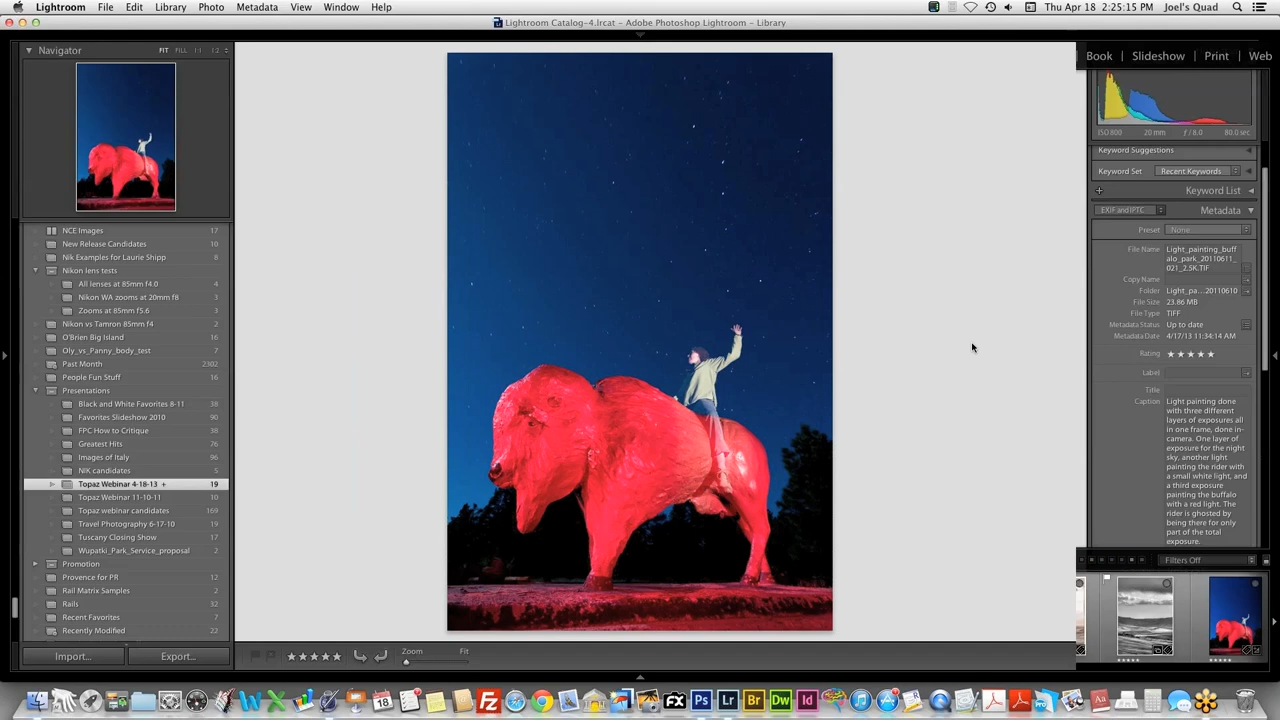 Lightroom File Edit Library Photo Metadata View Window Help Thu Apr 18 2:25:15 PM Joel's Quad
Lightroom Catalog-4.lrcat - Adobe Photoshop Lightroom - Library
Navigator FIT FILL 1:1 1:2
Book | Slideshow | Print | Web
ISO 800 20 mm f / 8.0 80.0 sec
Keyword Suggestions
Keyword Set Recent Keywords
Keyword List
EXIF and IPTC Metadata
Preset None
File Name Light_painting_buff
alo_park_20110611_
021_2.5K.TIF
Copy Name
Folder Light_pa...20110610
File Size 23.86 MB
File Type TIFF
Metadata Status Up to date
Metadata Date 4/17/13 11:34:14 AM
Rating ★ ★ ★ ★ ★
Label
Title
Caption Light painting done
with three different
layers of exposures all
in one frame, done in-
camera. One layer of
exposure for the night
sky, another light
painting the rider with
a small white light, and
a third exposure
painting the buffalo
with a red light. The
rider is ghosted by
being there for only
part of the total
exposure.
Filters Off
NCE Images 17
New Release Candidates 10
Nik Examples for Laurie Shipp 8
Nikon lens tests
All lenses at 85mm f4.0 4
Nikon WA zooms at 20mm f8 3
Zooms at 85mm f5.6 3
Nikon vs Tamron 85mm f4 2
O'Brien Big Island 16
Oly_vs_Panny_body_test 7
Past Month 2302
People Fun Stuff 16
Presentations
Black and White Favorites 8-11 38
Favorites Slideshow 2010 90
FPC How to Critique 38
Greatest Hits 76
Images of Italy 96
NIK candidates 5
Topaz Webinar 4-18-13 + 19
Topaz Webinar 11-10-11 10
Topaz webinar candidates 169
Travel Photography 6-17-10 13
Tuscany Closing Show 17
Wupatki_Park_Service_proposal 2
Promotion
Provence for PR 12
Rail Matrix Samples 2
Rails 32
Recent Favorites 7
Recently Modified 22
Import... Export...
★★★★★ Zoom Fit
FX Ps Lr Br Dw Id